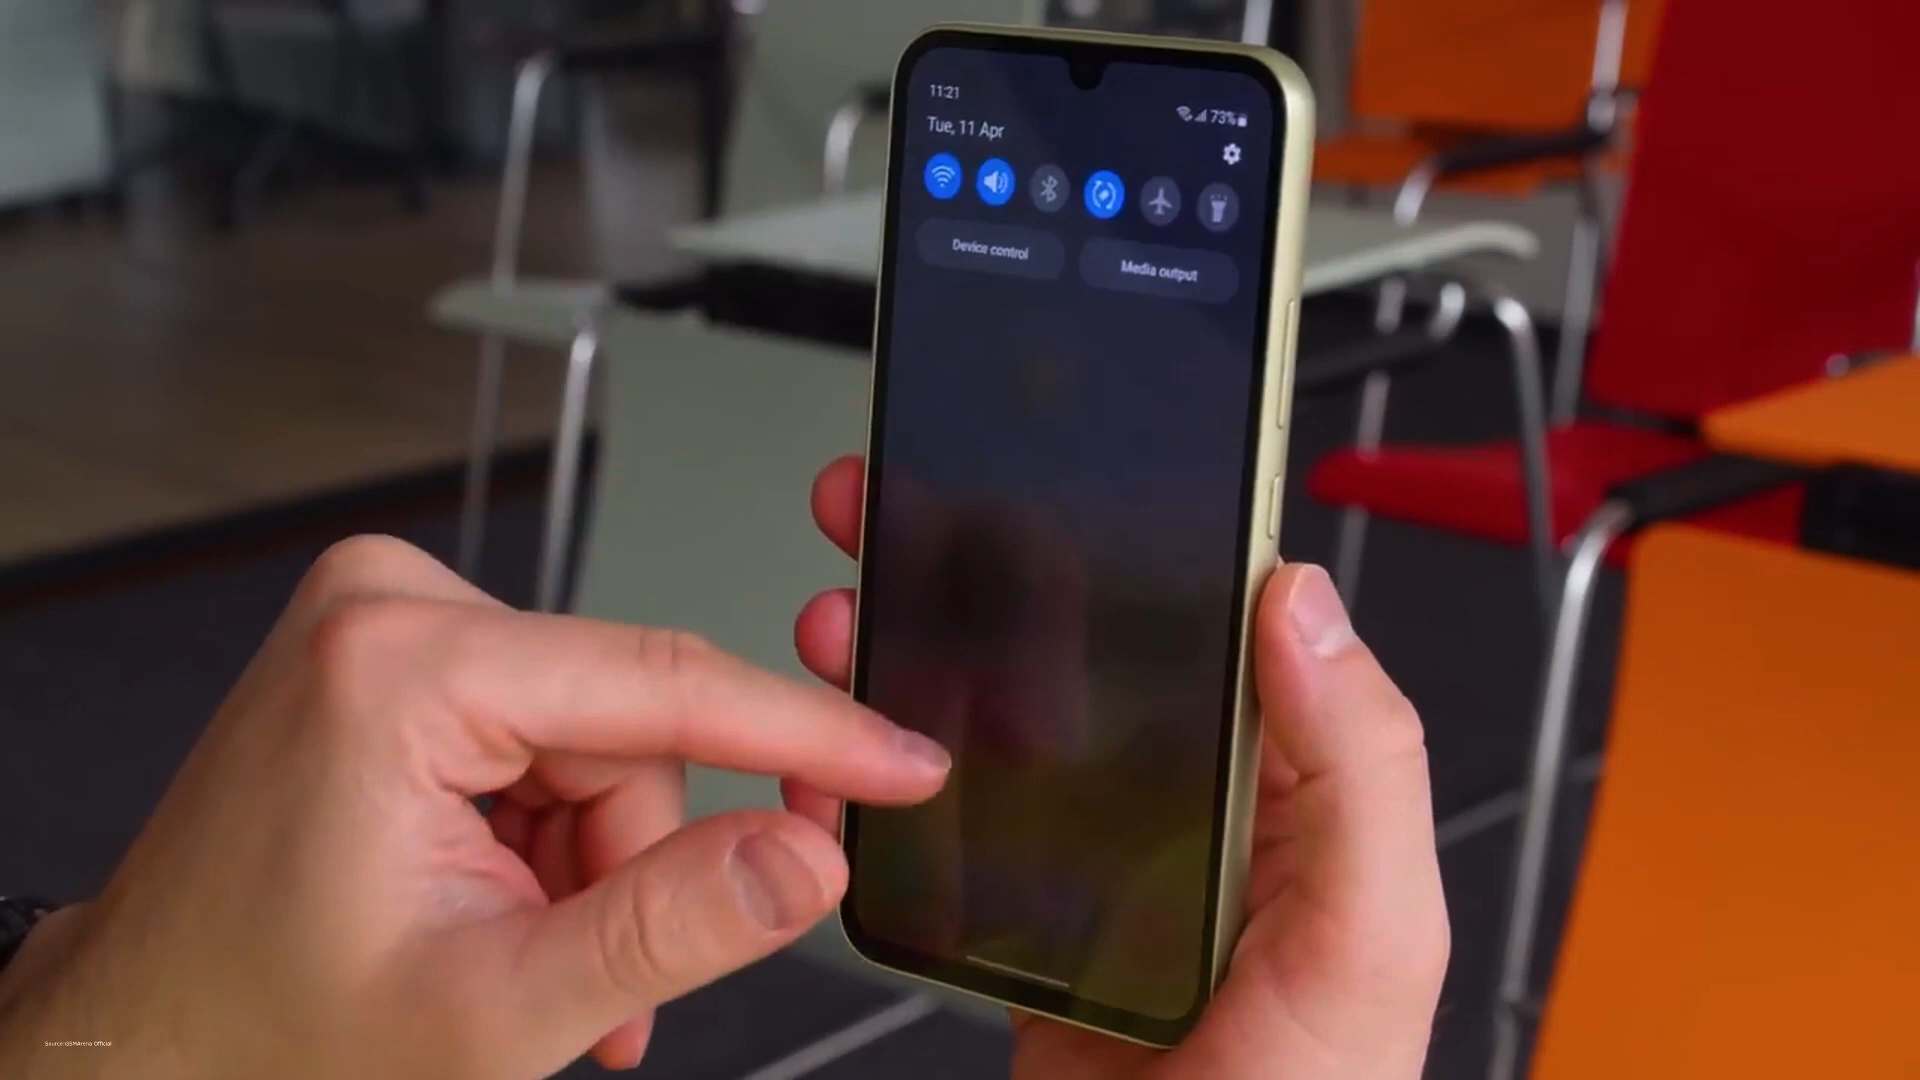 11:21
73%
Tue, 11 Apr
Device control
Media output
Source:GSMArena Official